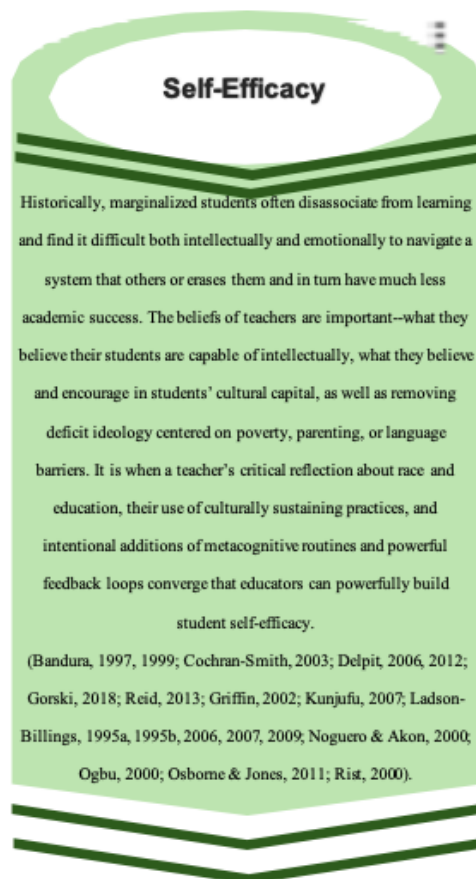 Self-Efficacy
Historically, marginalized students often disassociate from learning
and find it difficult both intellectually and emotionally to navigate a
system that others or erases them and in turn have much less
academic success. The beliefs of teachers are important--what they
believe their students are capable of intellectually, what they believe
and encourage in students’ cultural capital, as well as removing
deficit ideology centered on poverty, parenting, or language
barriers. It is when a teacher’s critical reflection about race and
education, their use of culturally sustaining practices, and
intentional additions of metacognitive routines and powerful
feedback loops converge that educators can powerfully build
student self-efficacy.
(Bandura, 1997, 1999; Cochran-Smith, 2003; Delpit, 2006, 2012;
Gorski, 2018; Reid, 2013; Griffin, 2002; Kunjufu, 2007; Ladson-
Billings, 1995a, 1995b, 2006, 2007, 2009; Noguero & Akon, 2000;
Ogbu, 2000; Osborne & Jones, 2011; Rist, 2000).